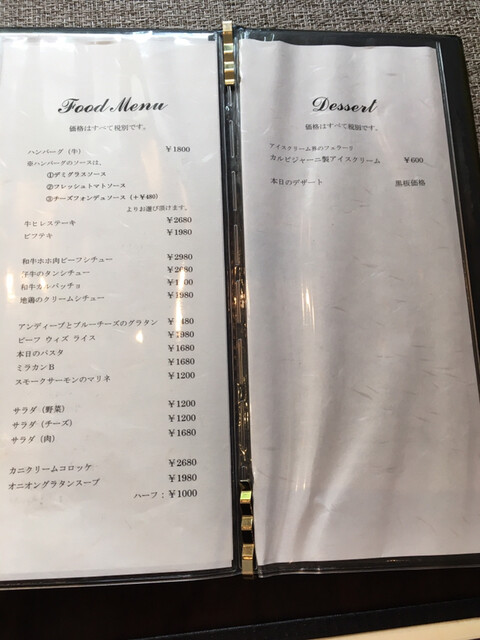 Food Menu
価格はすべて税別です。
ハンバーグ（牛） ￥1800
※ハンバーグのソースは、
①デミグラスソース
②フレッシュトマトソース
③チーズフォンデュソース（＋￥480）
よりお選び頂けます。
牛ヒレステーキ ￥2680
ビフテキ ￥1980
和牛ホホ肉ビーフシチュー ￥2980
和牛のタンシチュー
和牛カルパッチョ
地鶏のクリームシチュー ￥1980
アンディーブとブルーチーズのグラタン
ビーフ ウィズ ライス
本日のパスタ ￥1680
ミラカンＢ ￥1680
スモークサーモンのマリネ ￥1200
サラダ（野菜） ￥1200
サラダ（チーズ） ￥1200
サラダ（肉） ￥1680
カニクリームコロッケ ￥2680
オニオングラタンスープ ￥1980
ハーフ：￥1000
Dessert
価格はすべて税別です。
アイスクリーム界のフェラーリ
カルピジャーニ製アイスクリーム ￥600
本日のデザート 黒板価格